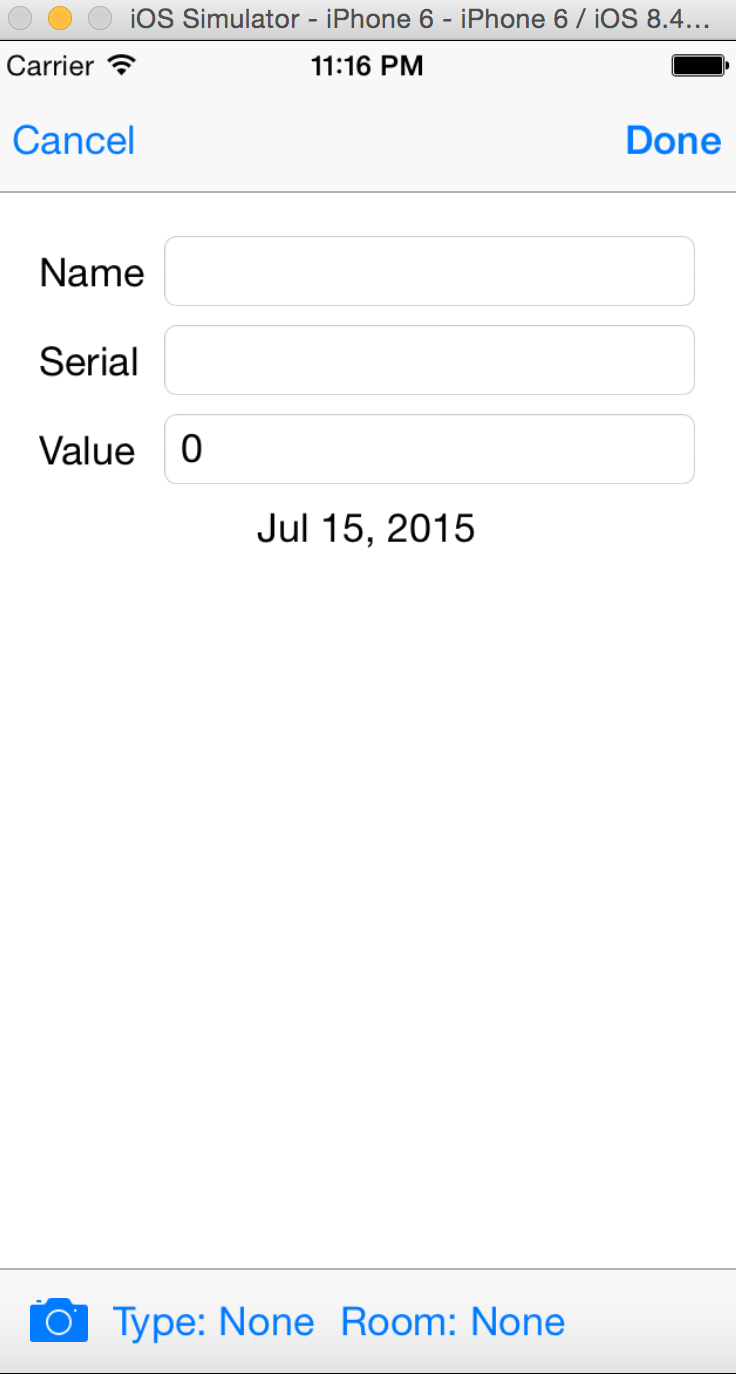 iOS Simulator - iPhone 6 - iPhone 6 / iOS 8.4...
Carrier 11:16 PM
Cancel Done
Name
Serial
Value 0
Jul 15, 2015
Type: None Room: None